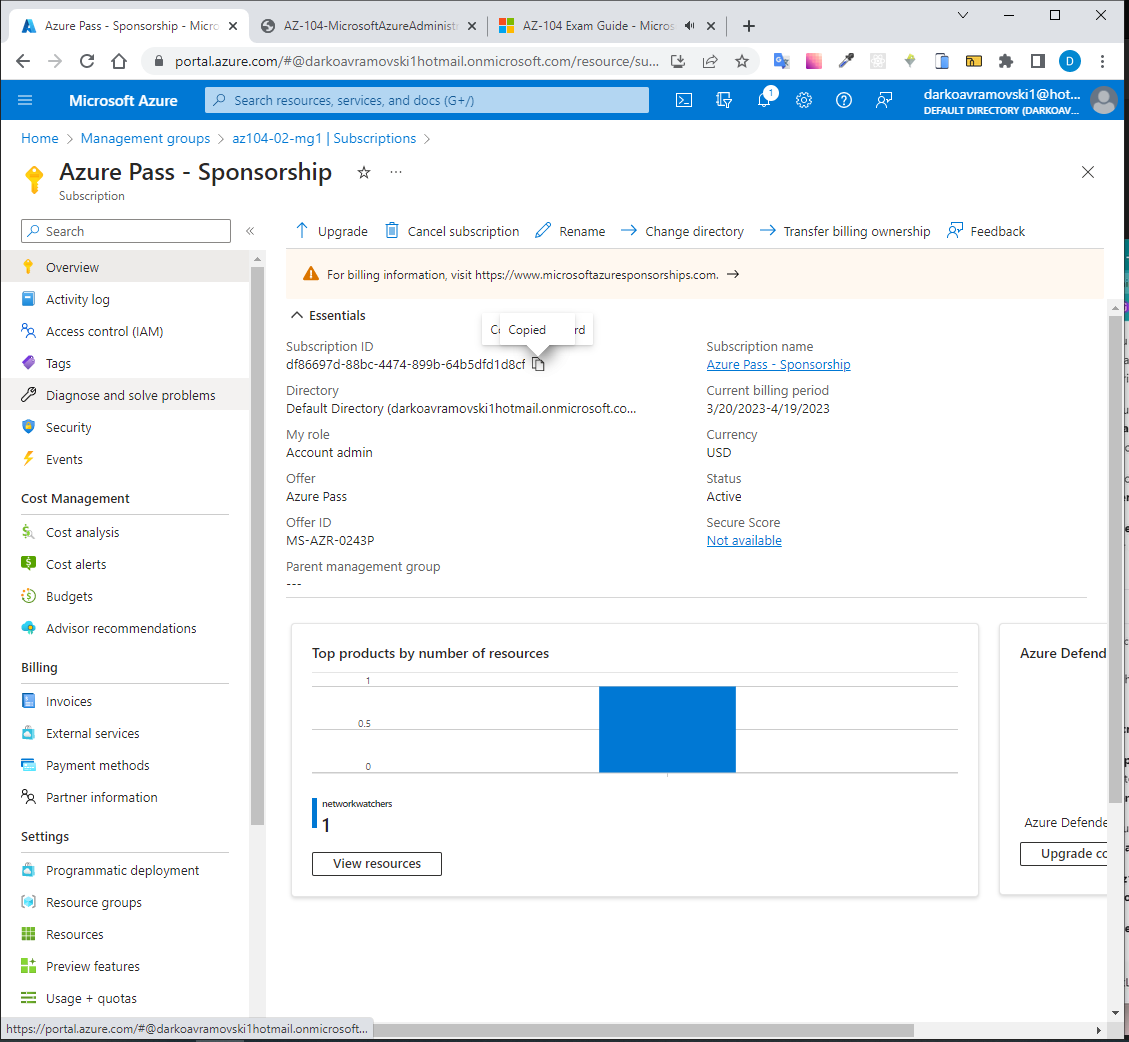 Azure Pass - Sponsorship - Micro
AZ-104-MicrosoftAzureAdministr
AZ-104 Exam Guide - Micros
portal.azure.com/#@darkoavramovski1hotmail.onmicrosoft.com/resource/su...
D
Microsoft Azure
Search resources, services, and docs (G+/)
1
darkoavramovski1@hot...
DEFAULT DIRECTORY (DARKOAV...
Home > Management groups > az104-02-mg1 | Subscriptions >
Azure Pass - Sponsorship
Subscription
Search
Upgrade
Cancel subscription
Rename
Change directory
Transfer billing ownership
Feedback
For billing information, visit https://www.microsoftazuresponsorships.com.
Overview
Activity log
Access control (IAM)
Tags
Diagnose and solve problems
Security
Events
Cost Management
Cost analysis
Cost alerts
Budgets
Advisor recommendations
Billing
Invoices
External services
Payment methods
Partner information
Settings
Programmatic deployment
Resource groups
Resources
Preview features
Usage + quotas
Essentials
Copied
Subscription ID
df86697d-88bc-4474-899b-64b5dfd1d8cf
Directory
Default Directory (darkoavramovski1hotmail.onmicrosoft.co...
My role
Account admin
Offer
Azure Pass
Offer ID
MS-AZR-0243P
Parent management group
---
Subscription name
Azure Pass - Sponsorship
Current billing period
3/20/2023-4/19/2023
Currency
USD
Status
Active
Secure Score
Not available
Top products by number of resources
1
0.5
0
networkwatchers
1
View resources
Azure Defend
Azure Defende
Upgrade co
https://portal.azure.com/#@darkoavramovski1hotmail.onmicrosoft...